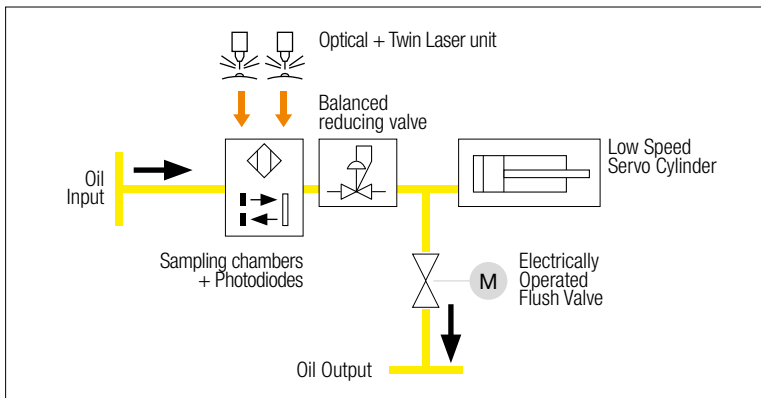 Optical + Twin Laser unit
Balanced
reducing valve
Low Speed
Servo Cylinder
Oil
Input
Sampling chambers
+ Photodiodes
M
Electrically
Operated
Flush Valve
Oil Output